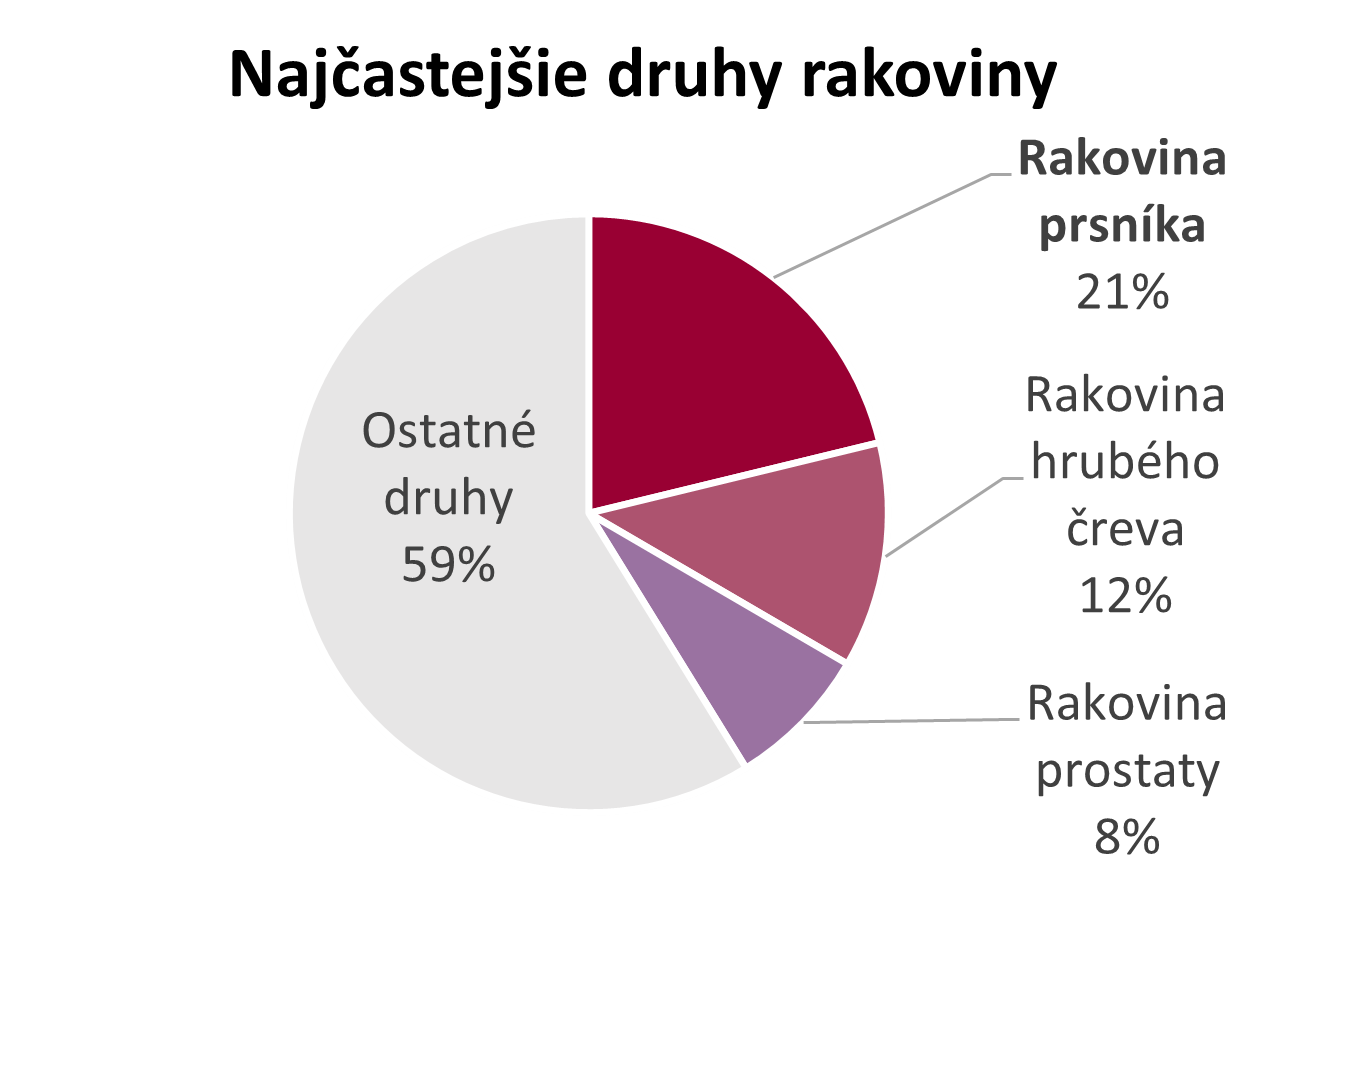 Najčastejšie druhy rakoviny
Rakovina
prsníka
21%
Rakovina
hrubého
čreva
12%
Rakovina
prostaty
8%
Ostatné
druhy
59%